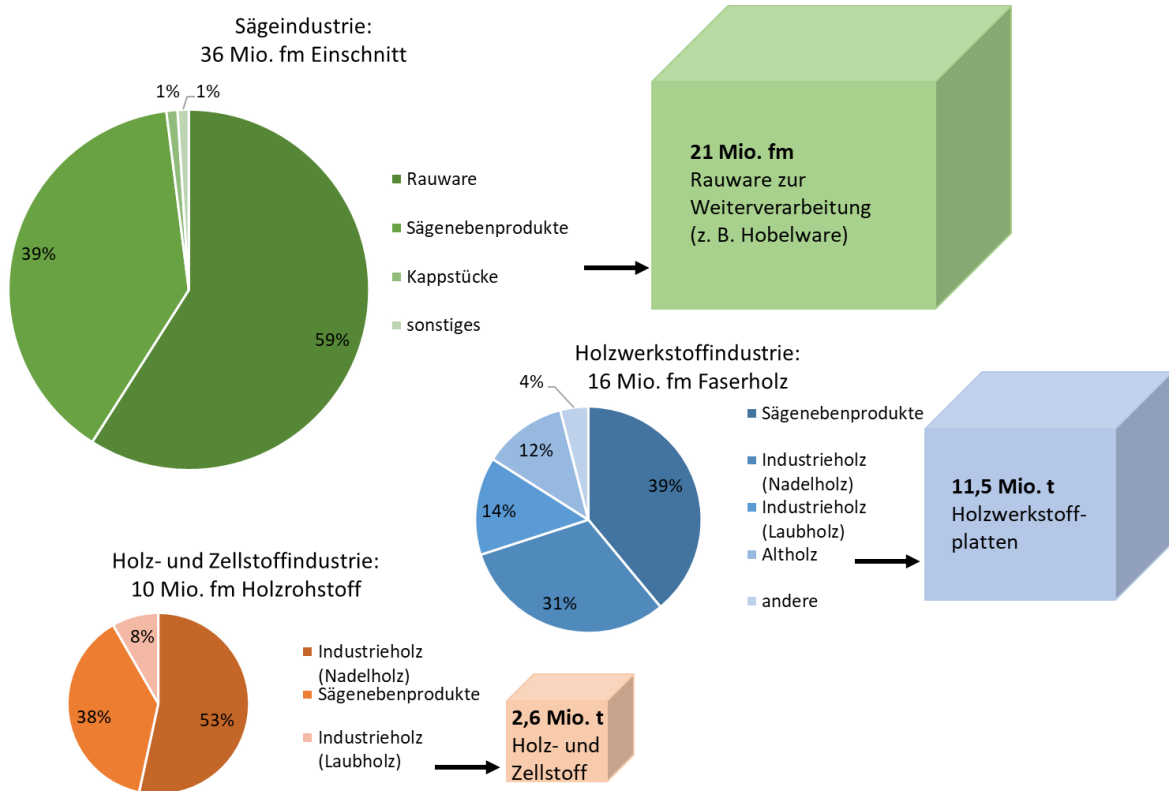 Sägeindustrie:
36 Mio. fm Einschnitt
1%
1%
39%
59%
Rauware
Sägenebenprodukte
Kappstücke
sonstiges
21 Mio. fm
Rauware zur
Weiterverarbeitung
(z. B. Hobelware)
Holzwerkstoffindustrie:
16 Mio. fm Faserholz
4%
12%
39%
14%
31%
Sägenebenprodukte
Industrieholz
(Nadelholz)
Industrieholz
(Laubholz)
Altholz
andere
11,5 Mio. t
Holzwerkstoff-
platten
Holz- und Zellstoffindustrie:
10 Mio. fm Holzrohstoff
8%
38%
53%
Industrieholz
(Nadelholz)
Sägenebenprodukte
Industrieholz
(Laubholz)
2,6 Mio. t
Holz- und
Zellstoff